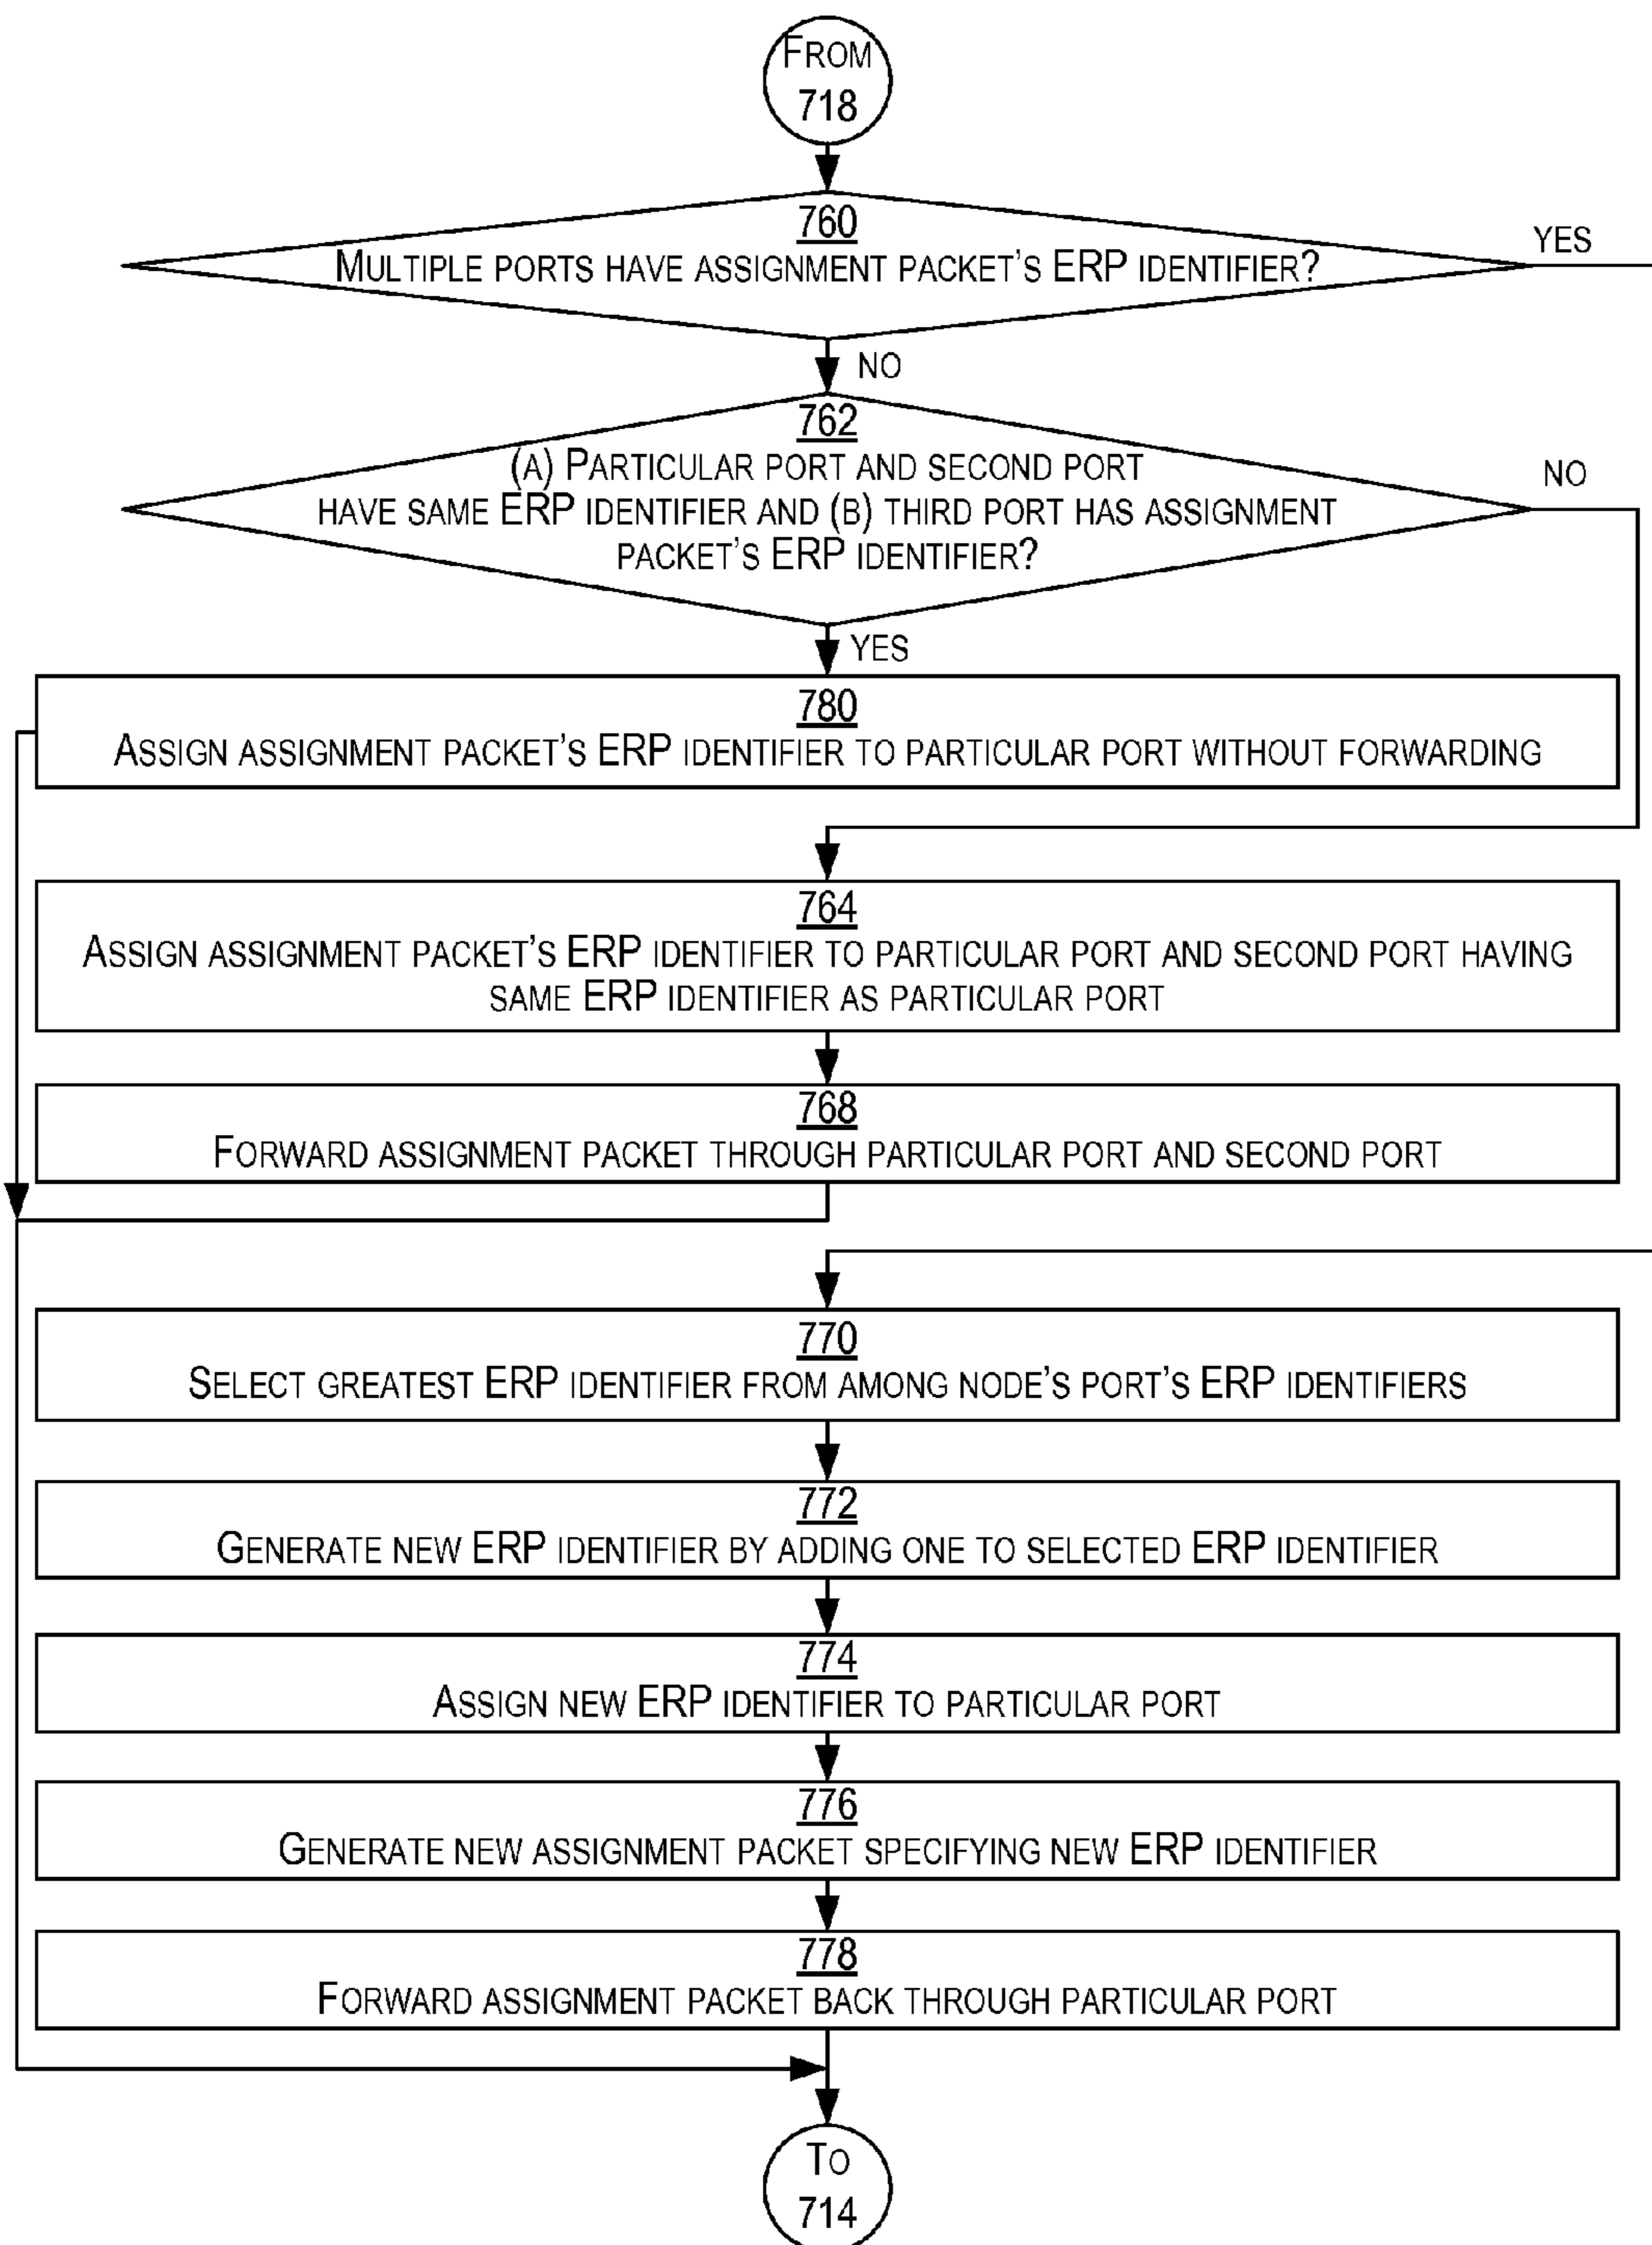 FROM
718
760
MULTIPLE PORTS HAVE ASSIGNMENT PACKET'S ERP IDENTIFIER?
YES
NO
762
(A) PARTICULAR PORT AND SECOND PORT
HAVE SAME ERP IDENTIFIER AND (B) THIRD PORT HAS ASSIGNMENT
PACKET'S ERP IDENTIFIER?
NO
YES
780
ASSIGN ASSIGNMENT PACKET'S ERP IDENTIFIER TO PARTICULAR PORT WITHOUT FORWARDING
764
ASSIGN ASSIGNMENT PACKET'S ERP IDENTIFIER TO PARTICULAR PORT AND SECOND PORT HAVING
SAME ERP IDENTIFIER AS PARTICULAR PORT
768
FORWARD ASSIGNMENT PACKET THROUGH PARTICULAR PORT AND SECOND PORT
770
SELECT GREATEST ERP IDENTIFIER FROM AMONG NODE'S PORT'S ERP IDENTIFIERS
772
GENERATE NEW ERP IDENTIFIER BY ADDING ONE TO SELECTED ERP IDENTIFIER
774
ASSIGN NEW ERP IDENTIFIER TO PARTICULAR PORT
776
GENERATE NEW ASSIGNMENT PACKET SPECIFYING NEW ERP IDENTIFIER
778
FORWARD ASSIGNMENT PACKET BACK THROUGH PARTICULAR PORT
TO
714